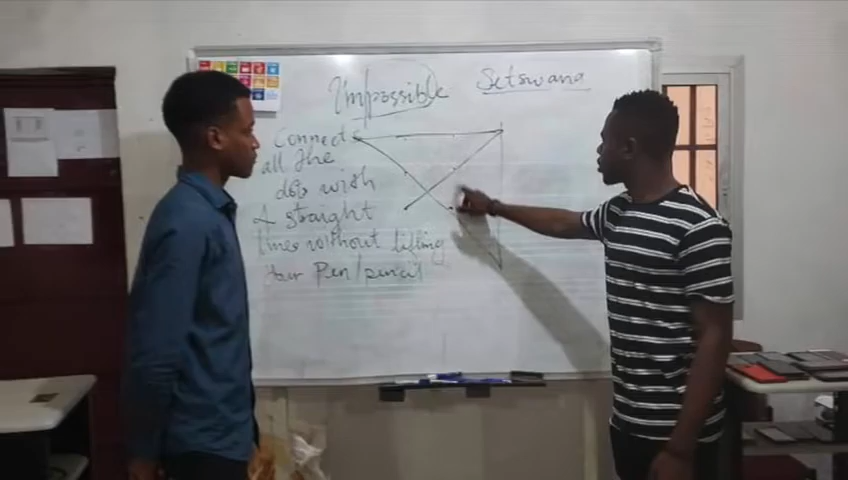 Impossible
Setswana
Connect
all the
dots with
4 straight
lines without lifting
your pen/pencil